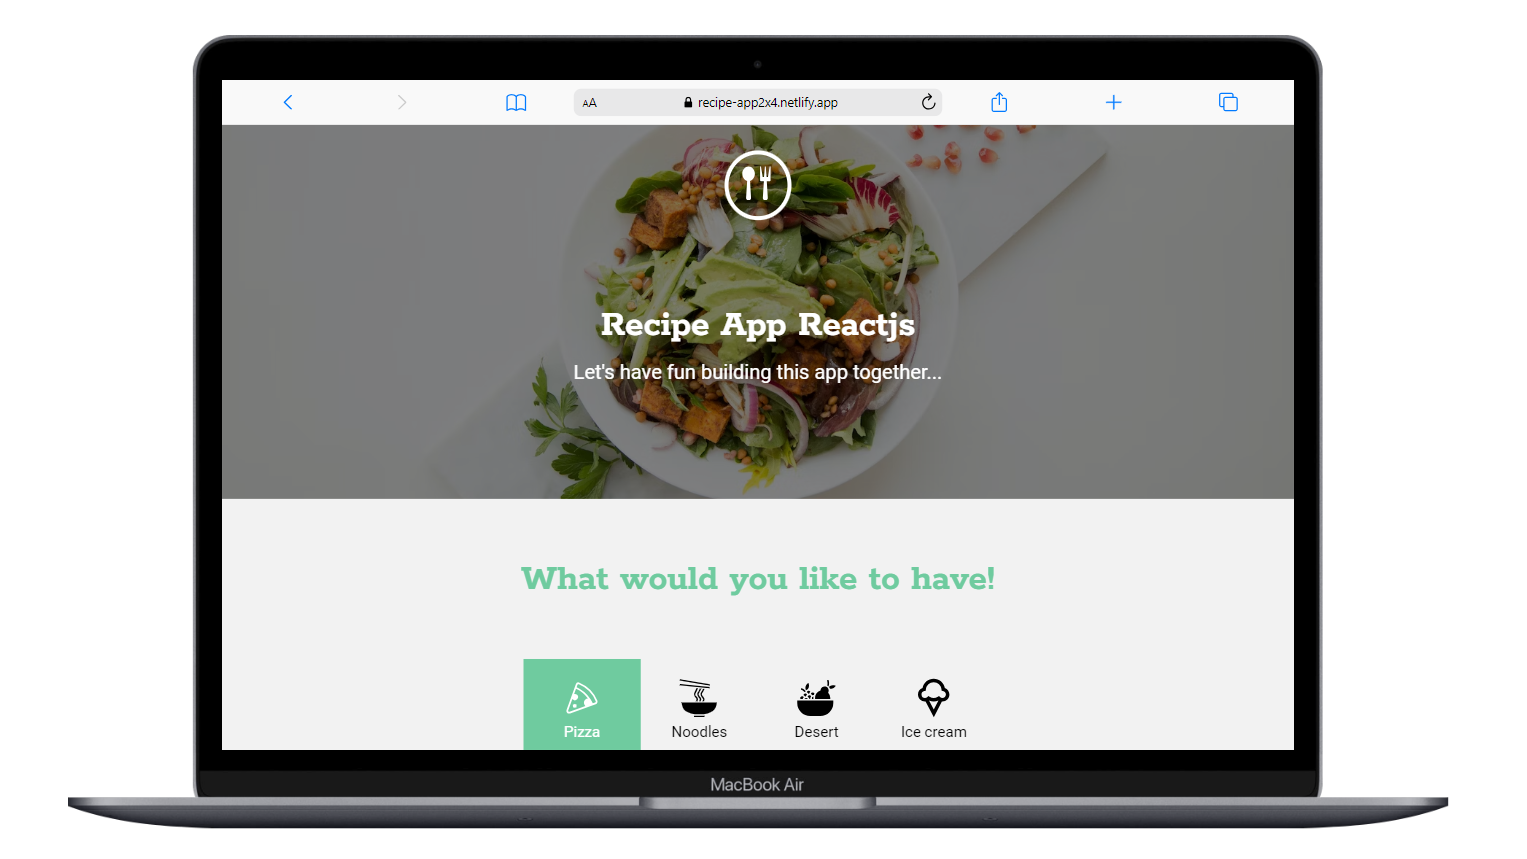 AA recipe-app2x4.netlify.app
Recipe App Reactjs
Let's have fun building this app together...
What would you like to have!
Pizza Noodles Desert Ice cream
MacBook Air